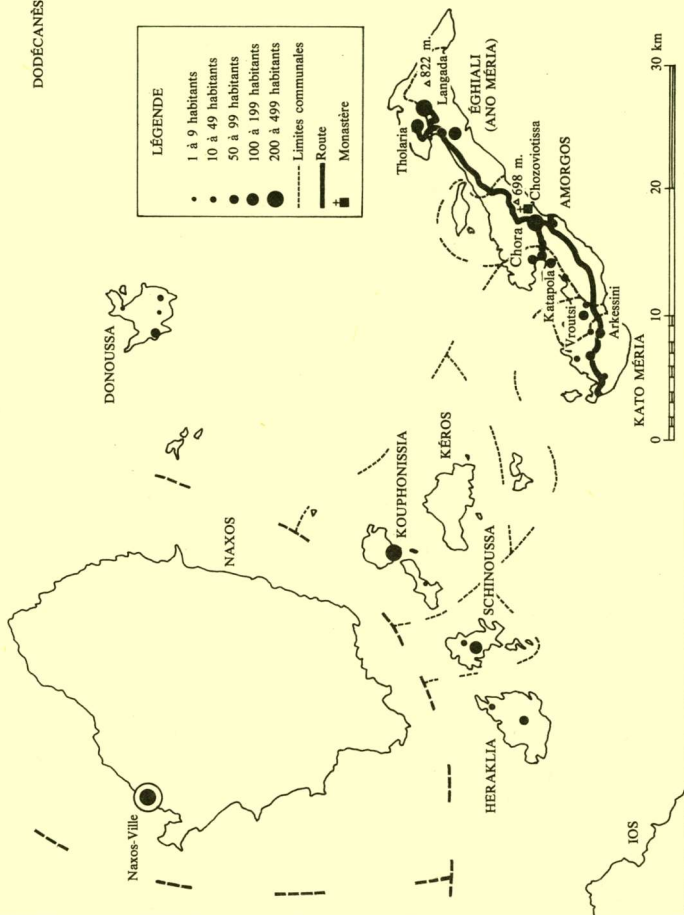 DODÉCANÈS
LÉGENDE
1 à 9 habitants
10 à 49 habitants
50 à 99 habitants
100 à 199 habitants
200 à 499 habitants
Limites communales
Route
Monastère
DONOUSSA
NAXOS
Naxos-Ville
KOUPHONISSIA
KÉROS
SCHINOUSSA
HERAKLIA
IOS
Tholaria
822 m.
Langada
ÉGHIALI
(ANO MÉRIA)
698 m.
Chozoviotissa
Chora
AMORGOS
Katapola
Vroutsi
Arkessini
KATO MÉRIA
0 10 20 30 km